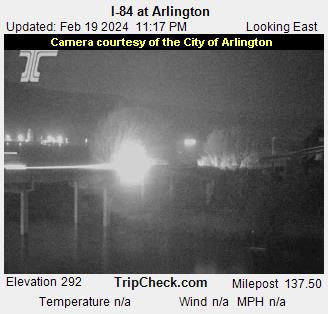 I-84 at Arlington
Updated: Feb 19 2024 11:17 PM Looking East
Camera courtesy of the City of Arlington
Elevation 292 TripCheck.com Milepost 137.50
Temperature n/a Wind n/a MPH n/a